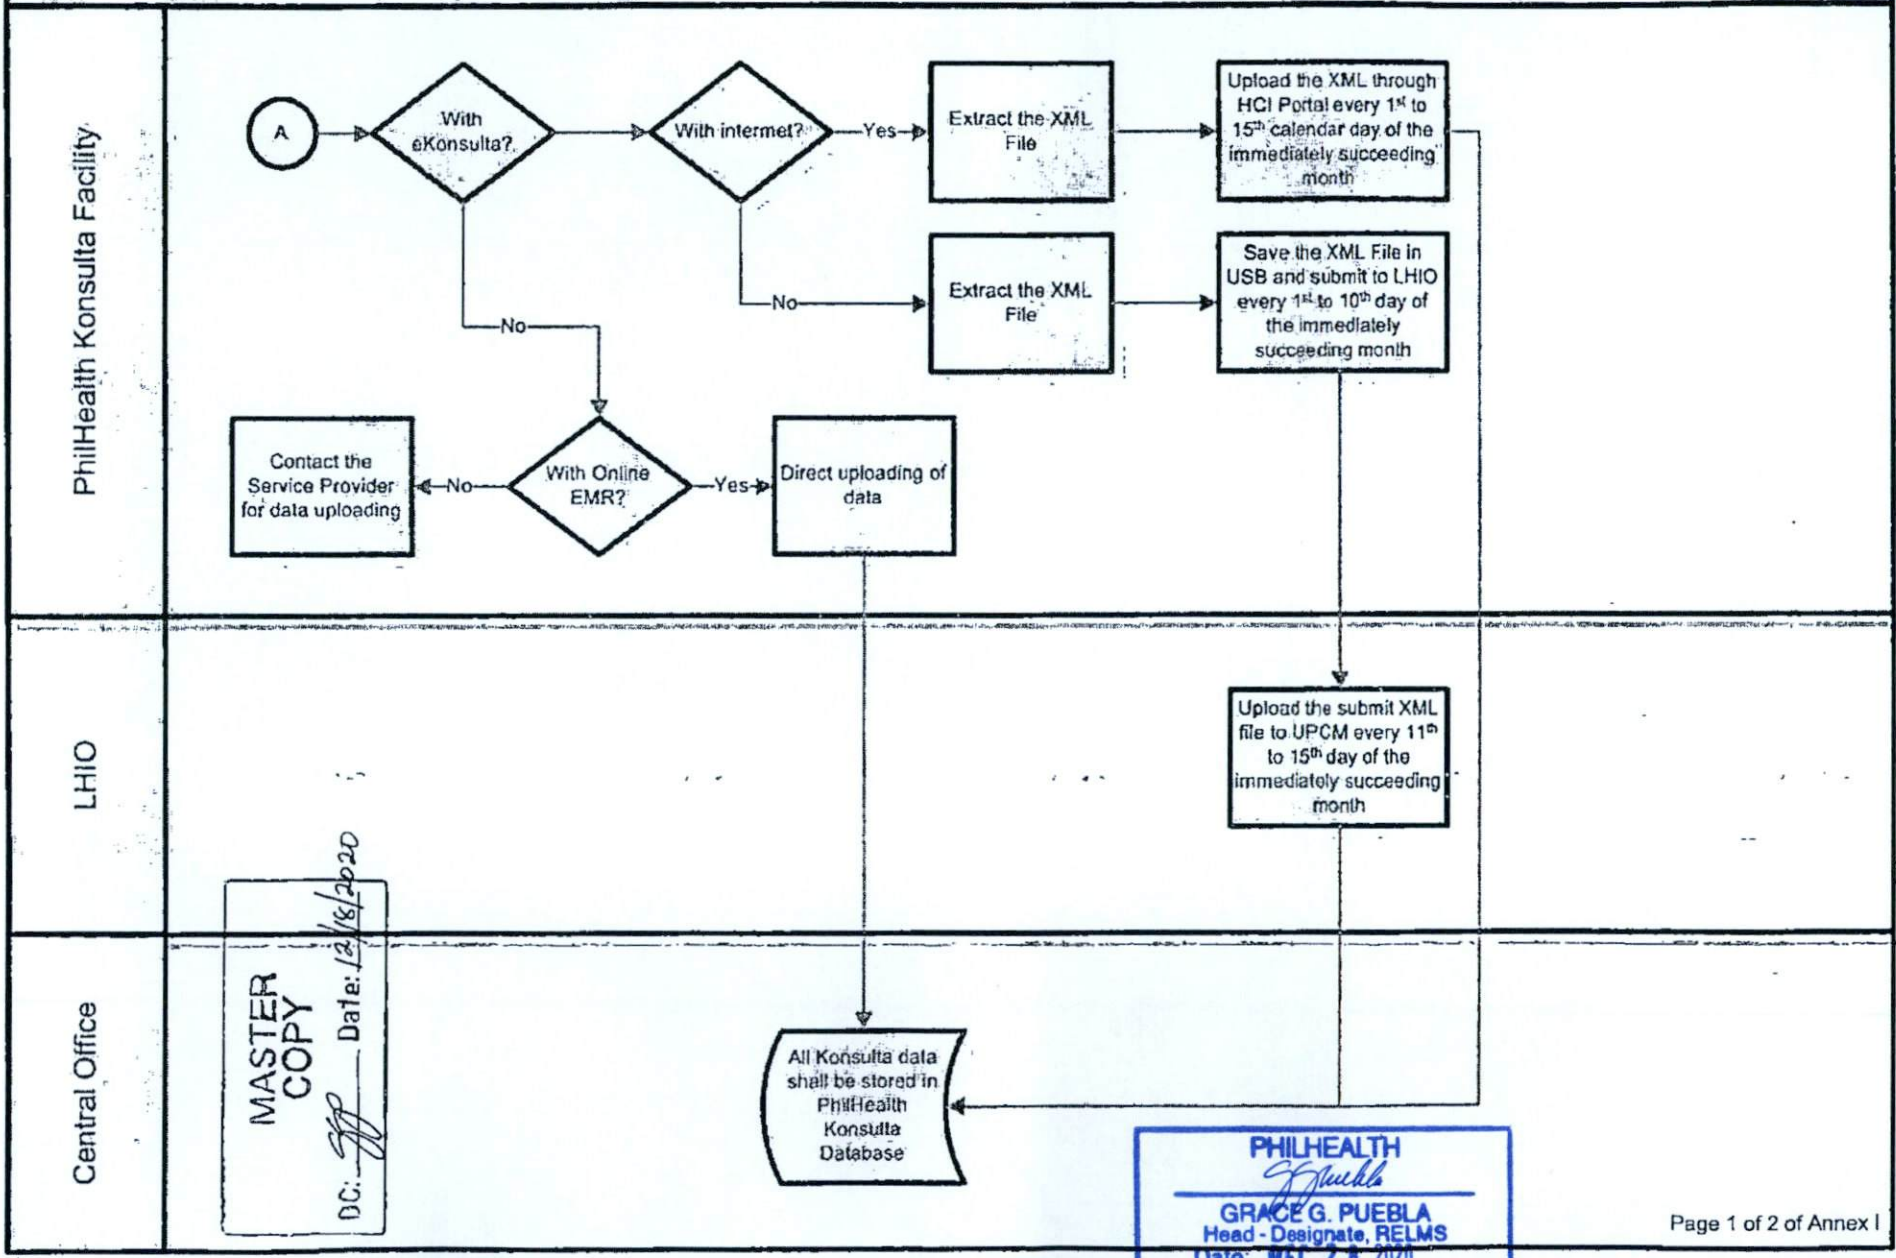 PhilHealth Konsulta Facility
A
With
eKonsulta?
With internet?
Yes
Extract the XML
File
Upload the XML through
HCI Portal every 1st to
15th calendar day of the
immediately succeeding
month
No
Extract the XML
File
Save the XML File in
USB and submit to LHIO
every 1st to 10th day of
the immediately
succeeding month
No
Contact the
Service Provider
for data uploading
No
With Online
EMR?
Yes
Direct uploading of
data
LHIO
Upload the submit XML
file to UPCM every 11th
to 15th day of the
immediately succeeding
month
Central Office
MASTER
COPY
DC: Date: 12/18/2020
All Konsulta data
shall be stored in
PhilHealth
Konsulta
Database
PHILHEALTH
GRACE G. PUEBLA
Head - Designate, RELMS
Date: 2020
Page 1 of 2 of Annex I